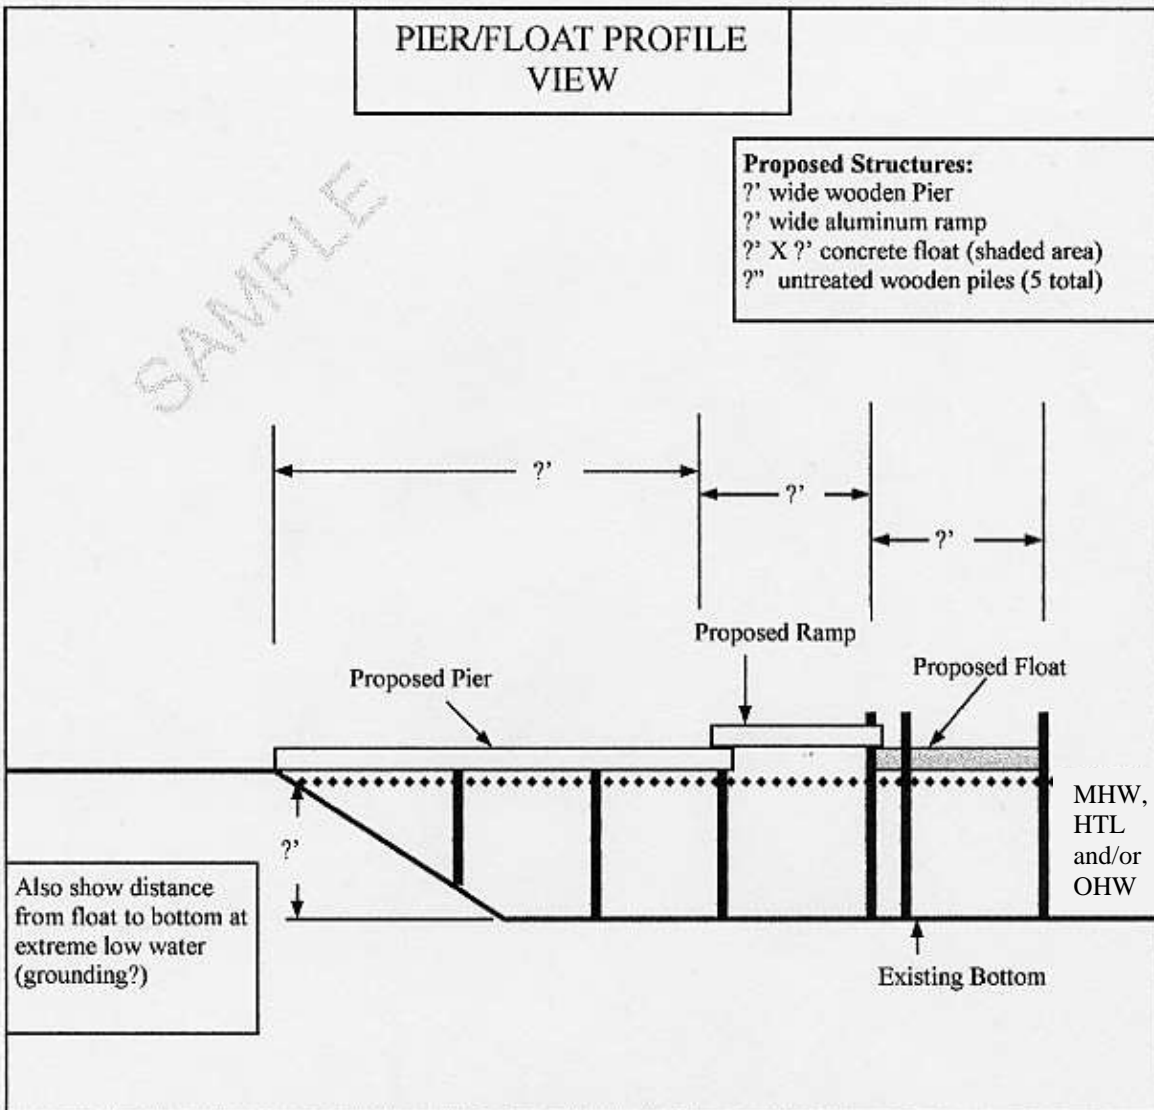 PIER/FLOAT PROFILE
VIEW
Proposed Structures:
?' wide wooden Pier
?' wide aluminum ramp
?' X ?' concrete float (shaded area)
?" untreated wooden piles (5 total)
SAMPLE
?'
?'
?'
Proposed Ramp
Proposed Pier
Proposed Float
MHW,
HTL
and/or
OHW
?'
Also show distance
from float to bottom at
extreme low water
(grounding?)
Existing Bottom